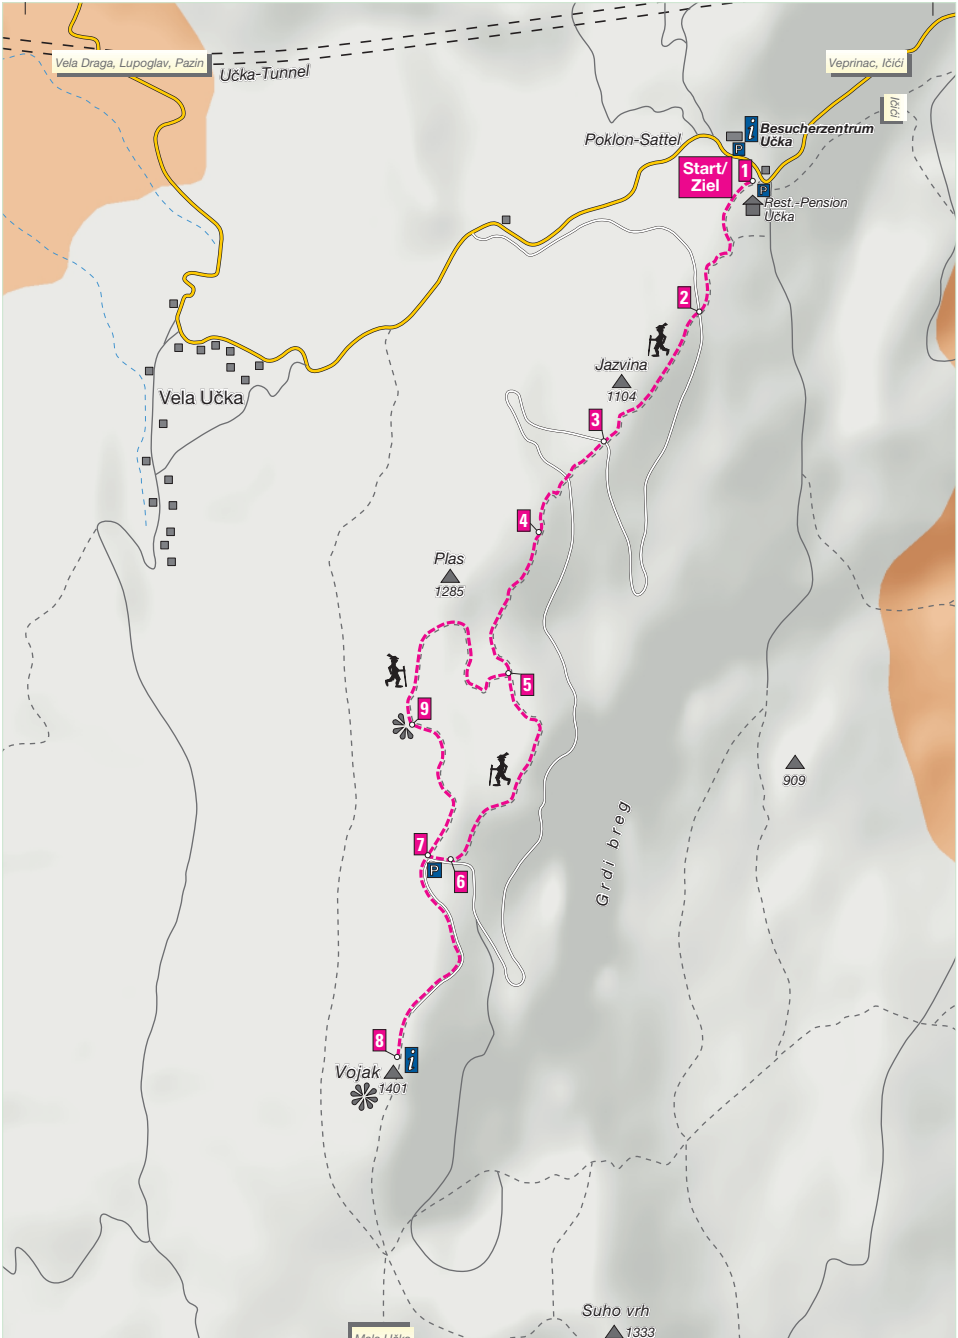 Vela Draga, Lupoglav, Pazin
Učka-Tunnel
Veprinac, Ičići
Ičići
Poklon-Sattel
i
Besucherzentrum
Učka
P
Start/
Ziel
1
P
Rest.-Pension
Učka
2
Jazvina
1104
Vela Učka
3
4
Plas
1285
5
9
909
Grdi breg
7
P
6
8
i
Vojak
1401
Suho vrh
1333
Mala Učka